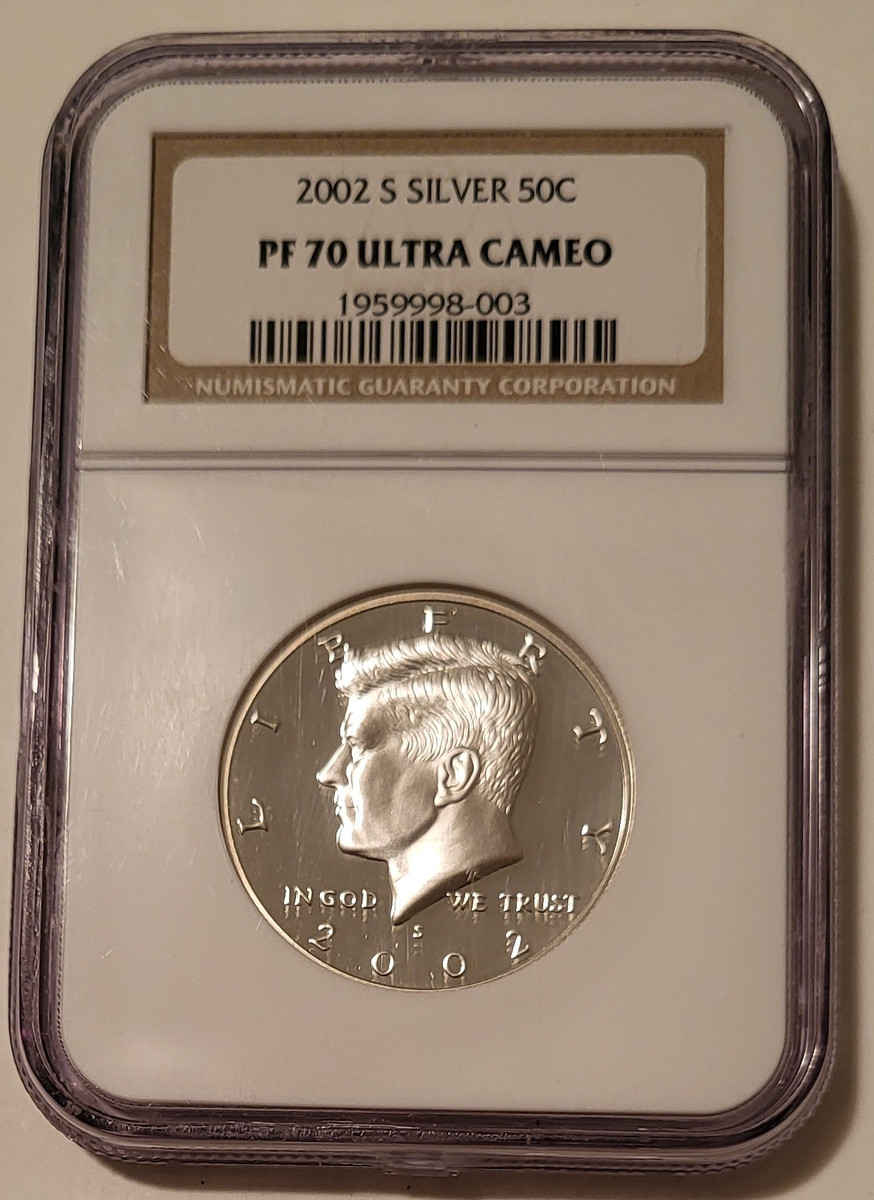 2002 S SILVER 50C
PF 70 ULTRA CAMEO
1959998-003
NUMISMATIC GUARANTY CORPORATION
LIBERTY
IN GOD WE TRUST
S
2002